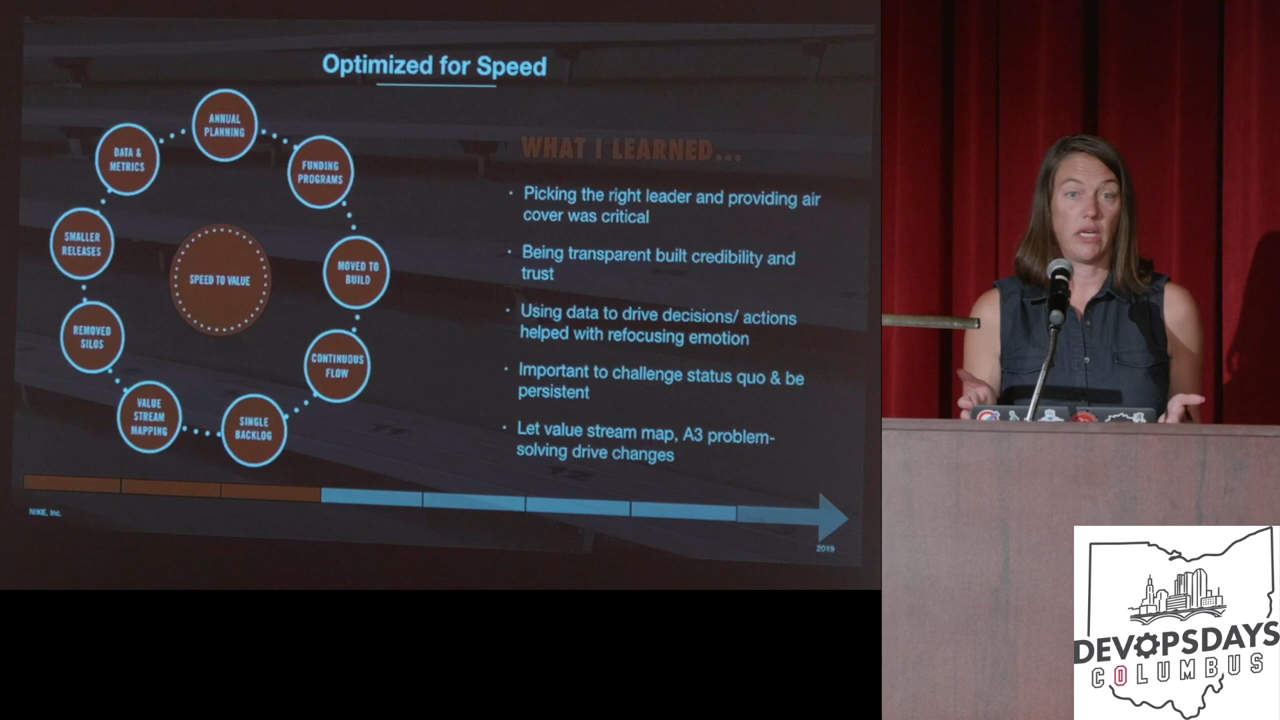 Optimized for Speed
ANNUAL
PLANNING
FUNDING
PROGRAMS
MOVED TO
BUILD
CONTINUOUS
FLOW
SINGLE
BACKLOG
VALUE
STREAM
MAPPING
REMOVED
SILOS
SMALLER
RELEASES
DATA &
METRICS
SPEED TO VALUE
WHAT I LEARNED...
· Picking the right leader and providing air
cover was critical
· Being transparent built credibility and
trust
· Using data to drive decisions/ actions
helped with refocusing emotion
· Important to challenge status quo & be
persistent
· Let value stream map, A3 problem-
solving drive changes
NIKE, Inc.
2019
DEVOPSDAYS
COLUMBUS